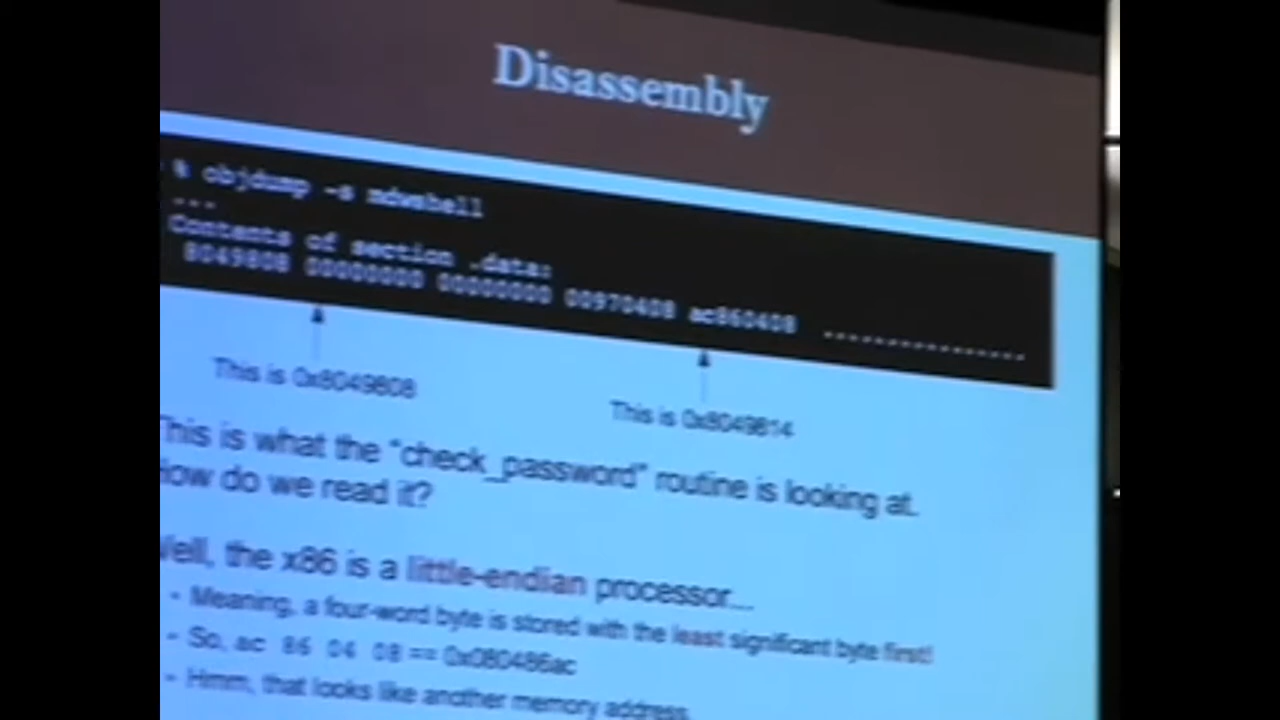 Disassembly
% objdump -s mdwshell
...
Contents of section .data:
8049808 00000000 00000000 00970408 ac860408 ................
This is 0x8049808
This is 0x8049814
This is what the "check_password" routine is looking at.
How do we read it?
Well, the x86 is a little-endian processor...
- Meaning, a four-word byte is stored with the least significant byte first!
- So, ac 86 04 08 == 0x080486ac
- Hmm, that looks like another memory address.